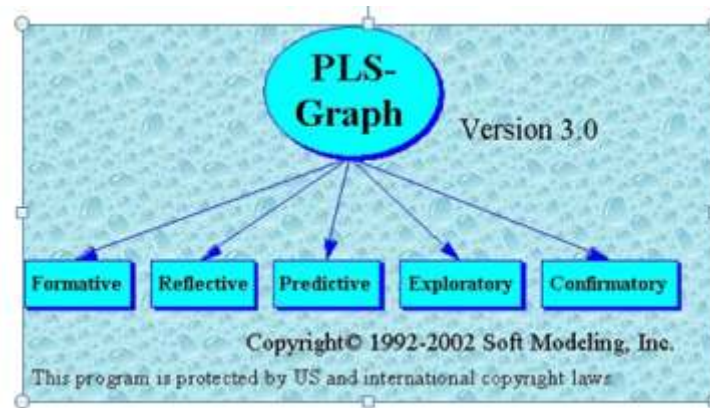 PLS-
Graph
Version 3.0
Formative Reflective Predictive Exploratory Confirmatory
Copyright© 1992-2002 Soft Modeling, Inc.
This program is protected by US and international copyright laws